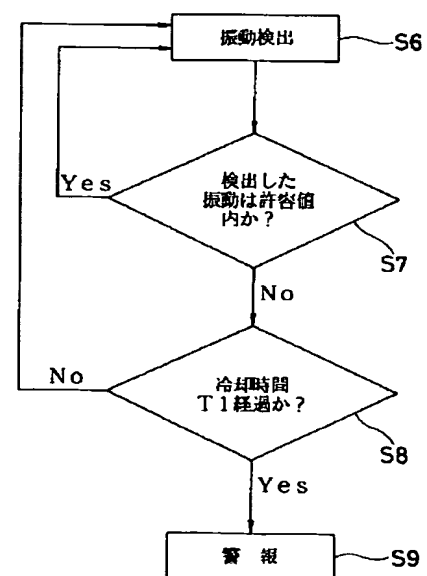 振動検出
S6
検出した
振動は許容値
内か？
Yes
S7
No
冷却時間
T1経過か？
No
S8
Yes
警 報
S9